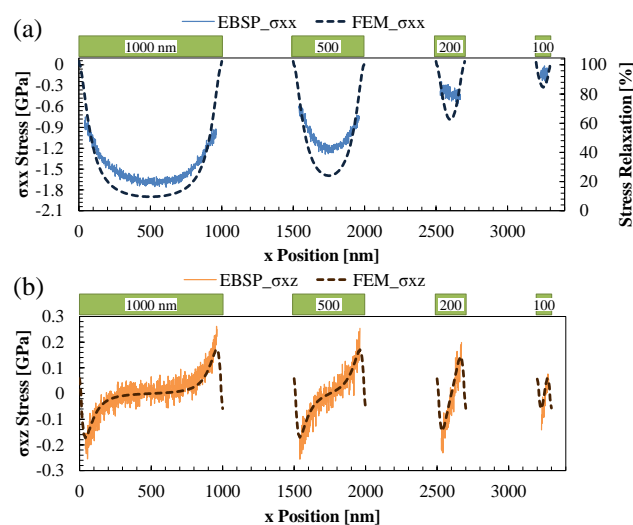 (a)
EBSP_σxx FEM_σxx
1000 nm 500 200 100
0
-0.3
-0.6
-0.9
-1.2
-1.5
-1.8
-2.1
σxx Stress [GPa]
100
80
60
40
20
0
Stress Relaxation [%]
0 500 1000 1500 2000 2500 3000
x Position [nm]
(b)
EBSP_σxz FEM_σxz
1000 nm 500 200 100
0.3
0.2
0.1
0
-0.1
-0.2
-0.3
σxz Stress [GPa]
0 500 1000 1500 2000 2500 3000
x Position [nm]